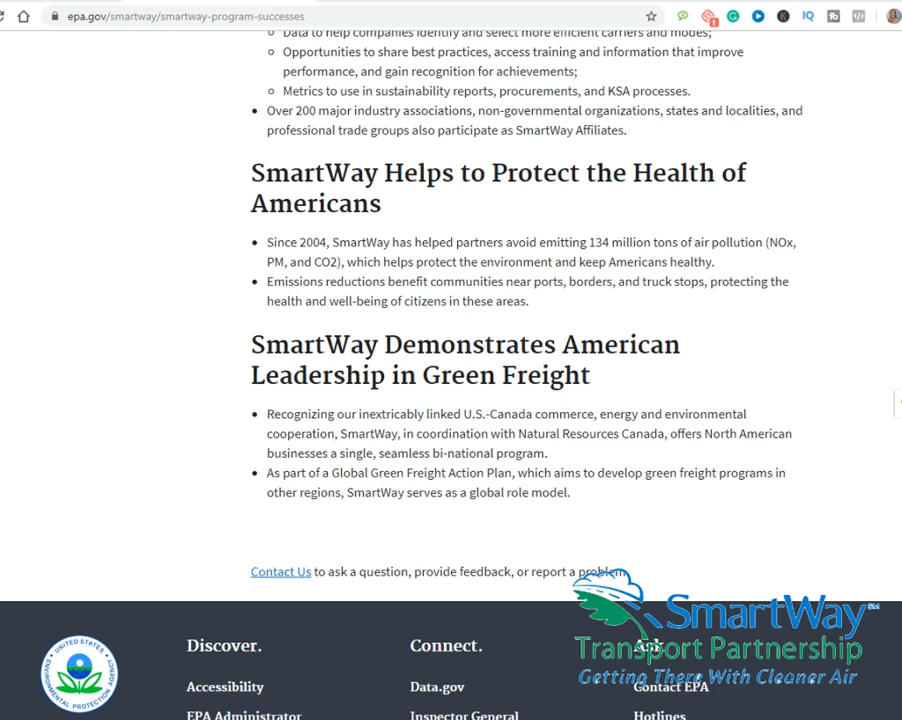 epa.gov/smartway/smartway-program-successes
Data to help companies identify and select more efficient carriers and modes;
Opportunities to share best practices, access training and information that improve
performance, and gain recognition for achievements;
Metrics to use in sustainability reports, procurements, and KSA processes.
Over 200 major industry associations, non-governmental organizations, states and localities, and
professional trade groups also participate as SmartWay Affiliates.
SmartWay Helps to Protect the Health of
Americans
Since 2004, SmartWay has helped partners avoid emitting 134 million tons of air pollution (NOx,
PM, and CO2), which helps protect the environment and keep Americans healthy.
Emissions reductions benefit communities near ports, borders, and truck stops, protecting the
health and well-being of citizens in these areas.
SmartWay Demonstrates American
Leadership in Green Freight
Recognizing our inextricably linked U.S.-Canada commerce, energy and environmental
cooperation, SmartWay, in coordination with Natural Resources Canada, offers North American
businesses a single, seamless bi-national program.
As part of a Global Green Freight Action Plan, which aims to develop green freight programs in
other regions, SmartWay serves as a global role model.
Contact Us to ask a question, provide feedback, or report a problem.
SmartWay SM
Transport Partnership
Getting There With Cleaner Air
UNITED STATES
ENVIRONMENTAL PROTECTION AGENCY
Discover. Connect. Ask.
Accessibility Data.gov Contact EPA
EPA Administrator Inspector General Hotlines